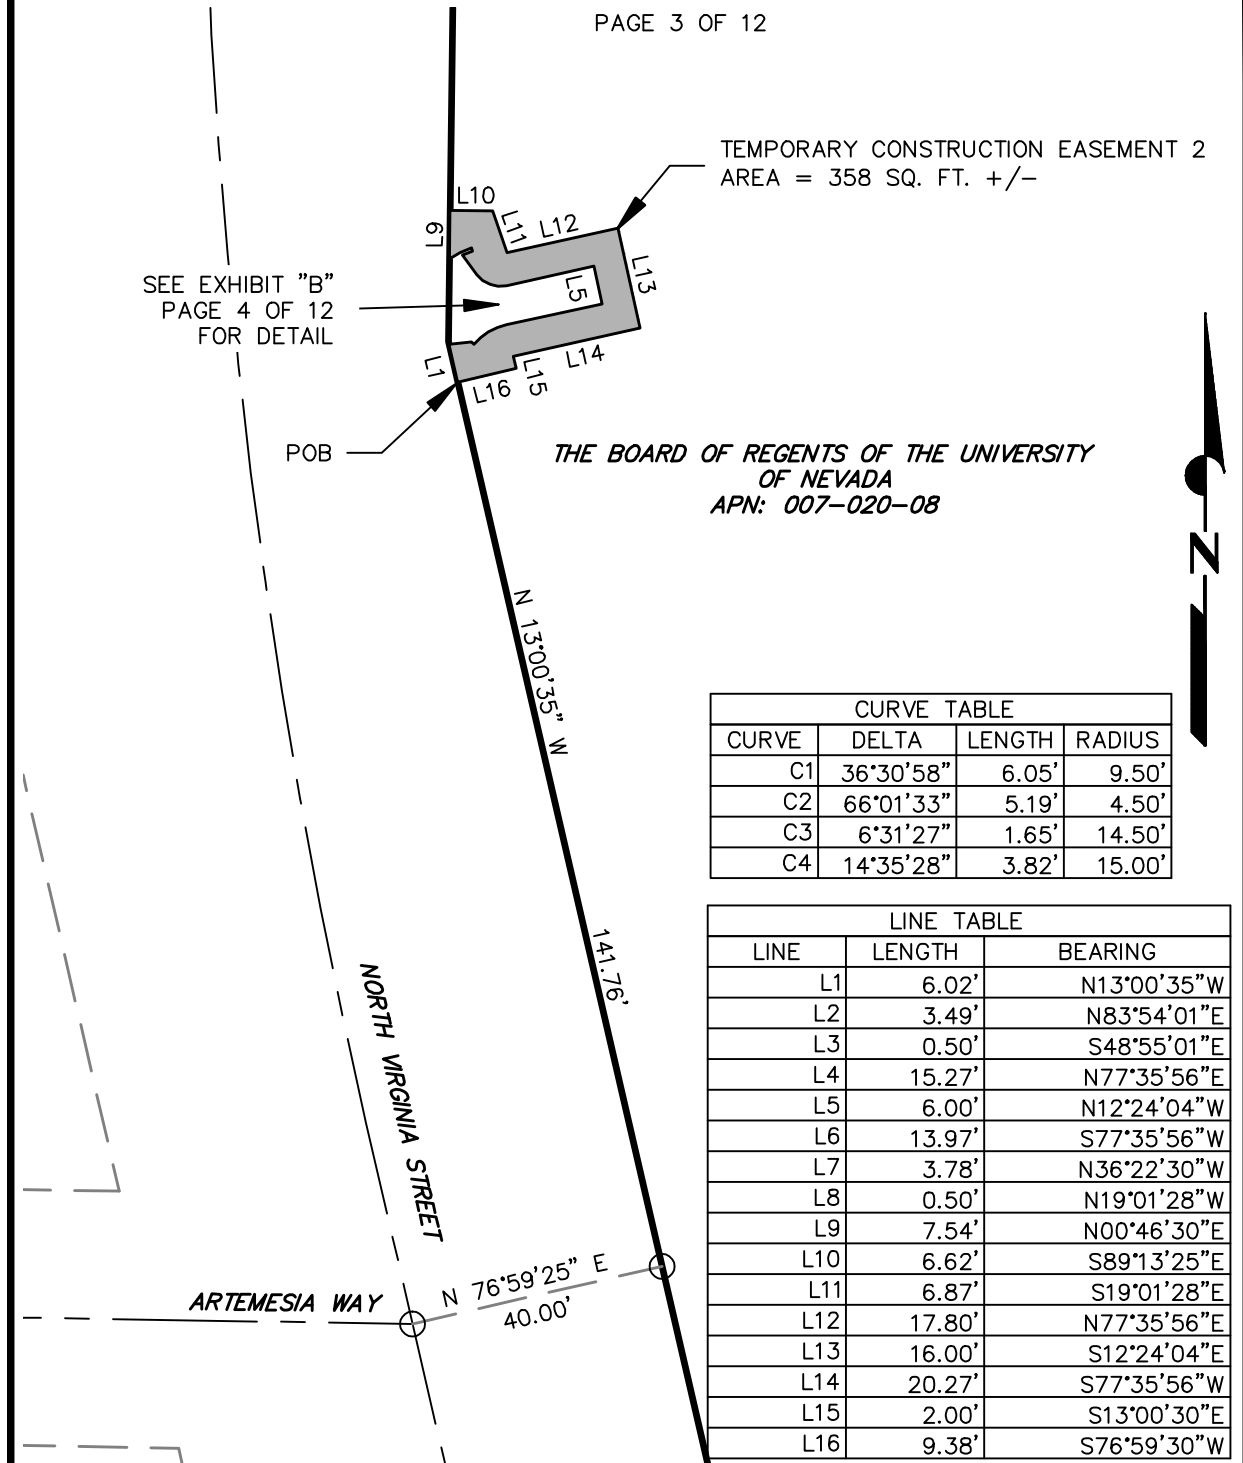 PAGE 3 OF 12
TEMPORARY CONSTRUCTION EASEMENT 2
AREA = 358 SQ. FT. +/-
L10
L11
L12
L9
L13
SEE EXHIBIT "B"
PAGE 4 OF 12
FOR DETAIL
L5
L1
L14
L15
L16
POB
THE BOARD OF REGENTS OF THE UNIVERSITY
OF NEVADA
APN: 007-020-08
N
N 13°00'35" W
141.76'
CURVE TABLE
CURVE DELTA LENGTH RADIUS
C1 36°30'58" 6.05' 9.50'
C2 66°01'33" 5.19' 4.50'
C3 6°31'27" 1.65' 14.50'
C4 14°35'28" 3.82' 15.00'
LINE TABLE
LINE LENGTH BEARING
L1 6.02' N13°00'35"W
L2 3.49' N83°54'01"E
L3 0.50' S48°55'01"E
L4 15.27' N77°35'56"E
L5 6.00' N12°24'04"W
L6 13.97' S77°35'56"W
L7 3.78' N36°22'30"W
L8 0.50' N19°01'28"W
L9 7.54' N00°46'30"E
L10 6.62' S89°13'25"E
L11 6.87' S19°01'28"E
L12 17.80' N77°35'56"E
L13 16.00' S12°24'04"E
L14 20.27' S77°35'56"W
L15 2.00' S13°00'30"E
L16 9.38' S76°59'30"W
NORTH VIRGINIA STREET
ARTEMESIA WAY
N 76°59'25" E
40.00'